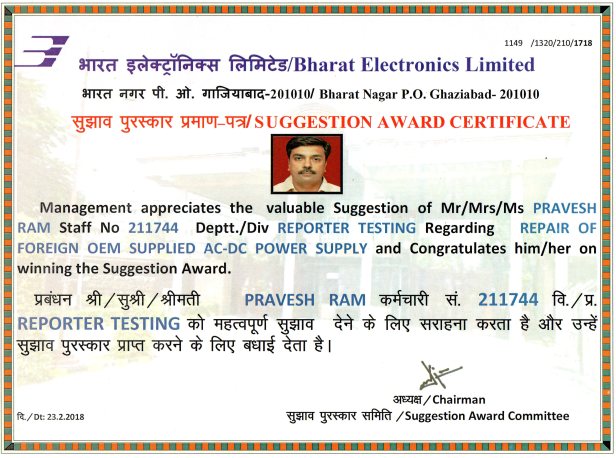 1149 /1320/210/1718
भारत इलेक्ट्रॉनिक्स लिमिटेड/Bharat Electronics Limited
भारत नगर पी. ओ. गाजियाबाद-201010/ Bharat Nagar P.O. Ghaziabad- 201010
सुझाव पुरस्कार प्रमाण-पत्र/ SUGGESTION AWARD CERTIFICATE
Management appreciates the valuable Suggestion of Mr/Mrs/Ms PRAVESH
RAM Staff No 211744 Deptt./Div REPORTER TESTING Regarding REPAIR OF
FOREIGN OEM SUPPLIED AC-DC POWER SUPPLY and Congratulates him/her on
winning the Suggestion Award.
प्रबंधन श्री/सुश्री/श्रीमती PRAVESH RAM कर्मचारी सं. 211744 वि./प्र.
REPORTER TESTING को महत्वपूर्ण सुझाव देने के लिए सराहना करता है और उन्हें
सुझाव पुरस्कार प्राप्त करने के लिए बधाई देता है।
अध्यक्ष/Chairman
दि./Dt: 23.2.2018
सुझाव पुरस्कार समिति /Suggestion Award Committee